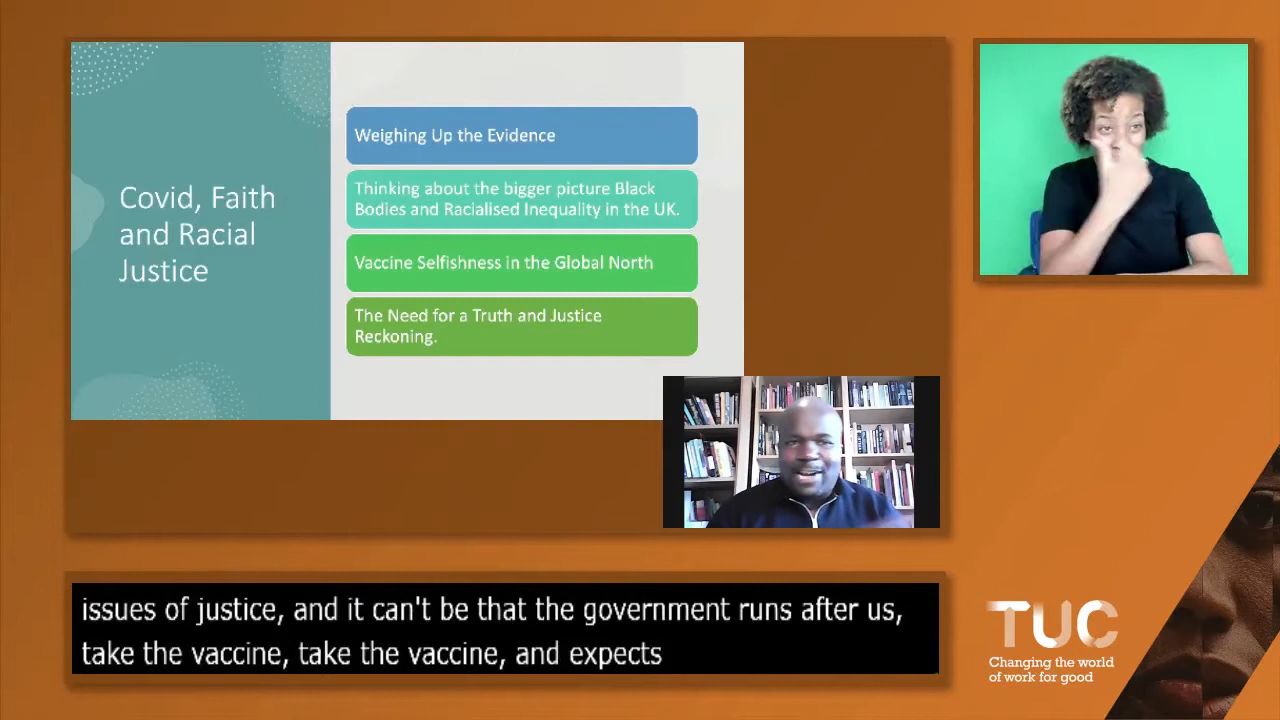 Covid, Faith
and Racial
Justice
Weighing Up the Evidence
Thinking about the bigger picture Black
Bodies and Racialised Inequality in the UK.
Vaccine Selfishness in the Global North
The Need for a Truth and Justice
Reckoning.
issues of justice, and it can't be that the government runs after us,
take the vaccine, take the vaccine, and expects
TUC
Changing the world
of work for good